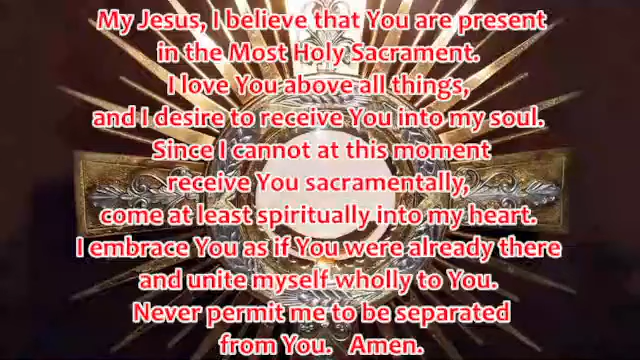 My Jesus, I believe that You are present
in the Most Holy Sacrament.
I love You above all things,
and I desire to receive You into my soul.
Since I cannot at this moment
receive You sacramentally,
come at least spiritually into my heart.
I embrace You as if You were already there
and unite myself wholly to You.
Never permit me to be separated
from You.   Amen.